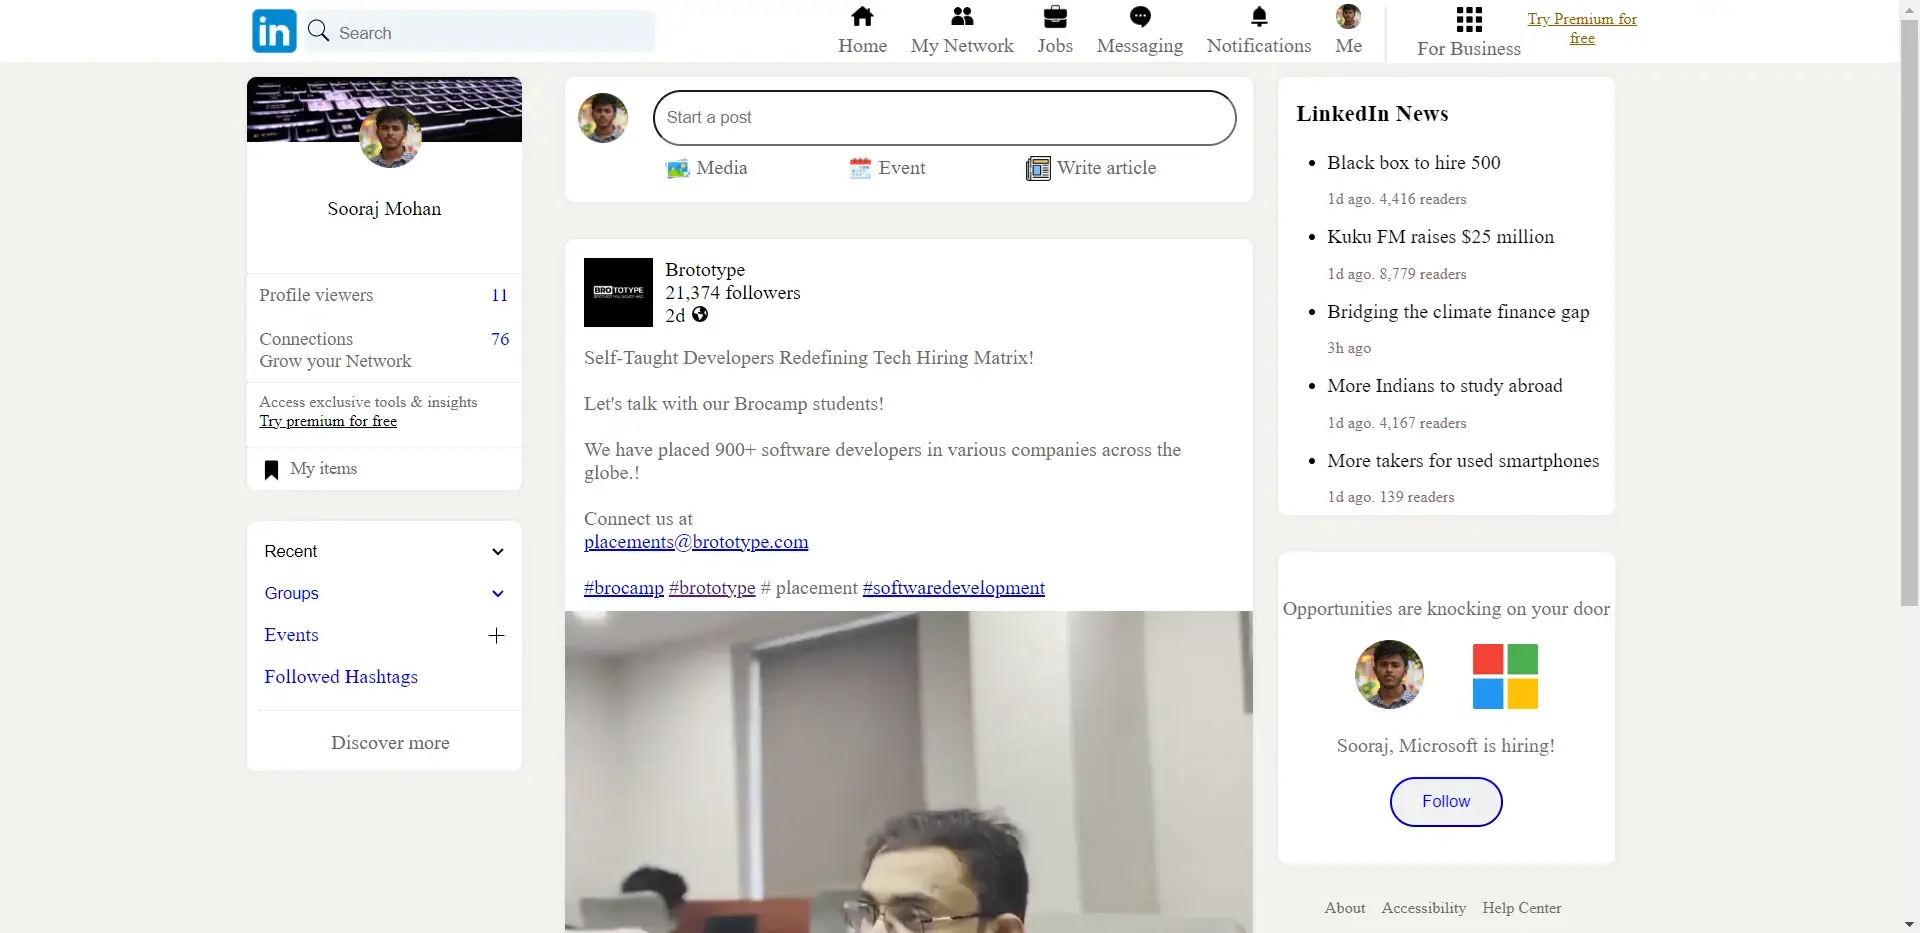 in
Search
Home
My Network
Jobs
Messaging
Notifications
Me
For Business
Try Premium for
free
Sooraj Mohan
Profile viewers 11
Connections 76
Grow your Network
Access exclusive tools & insights
Try premium for free
My items
Recent
Groups
Events
Followed Hashtags
Discover more
Start a post
Media
Event
Write article
BROTOTYPE
Brototype
21,374 followers
2d
Self-Taught Developers Redefining Tech Hiring Matrix!
Let's talk with our Brocamp students!
We have placed 900+ software developers in various companies across the
globe.!
Connect us at
placements@brototype.com
#brocamp #brototype # placement #softwaredevelopment
LinkedIn News
Black box to hire 500
1d ago. 4,416 readers
Kuku FM raises $25 million
1d ago. 8,779 readers
Bridging the climate finance gap
3h ago
More Indians to study abroad
1d ago. 4,167 readers
More takers for used smartphones
1d ago. 139 readers
Opportunities are knocking on your door
Sooraj, Microsoft is hiring!
Follow
About Accessibility Help Center